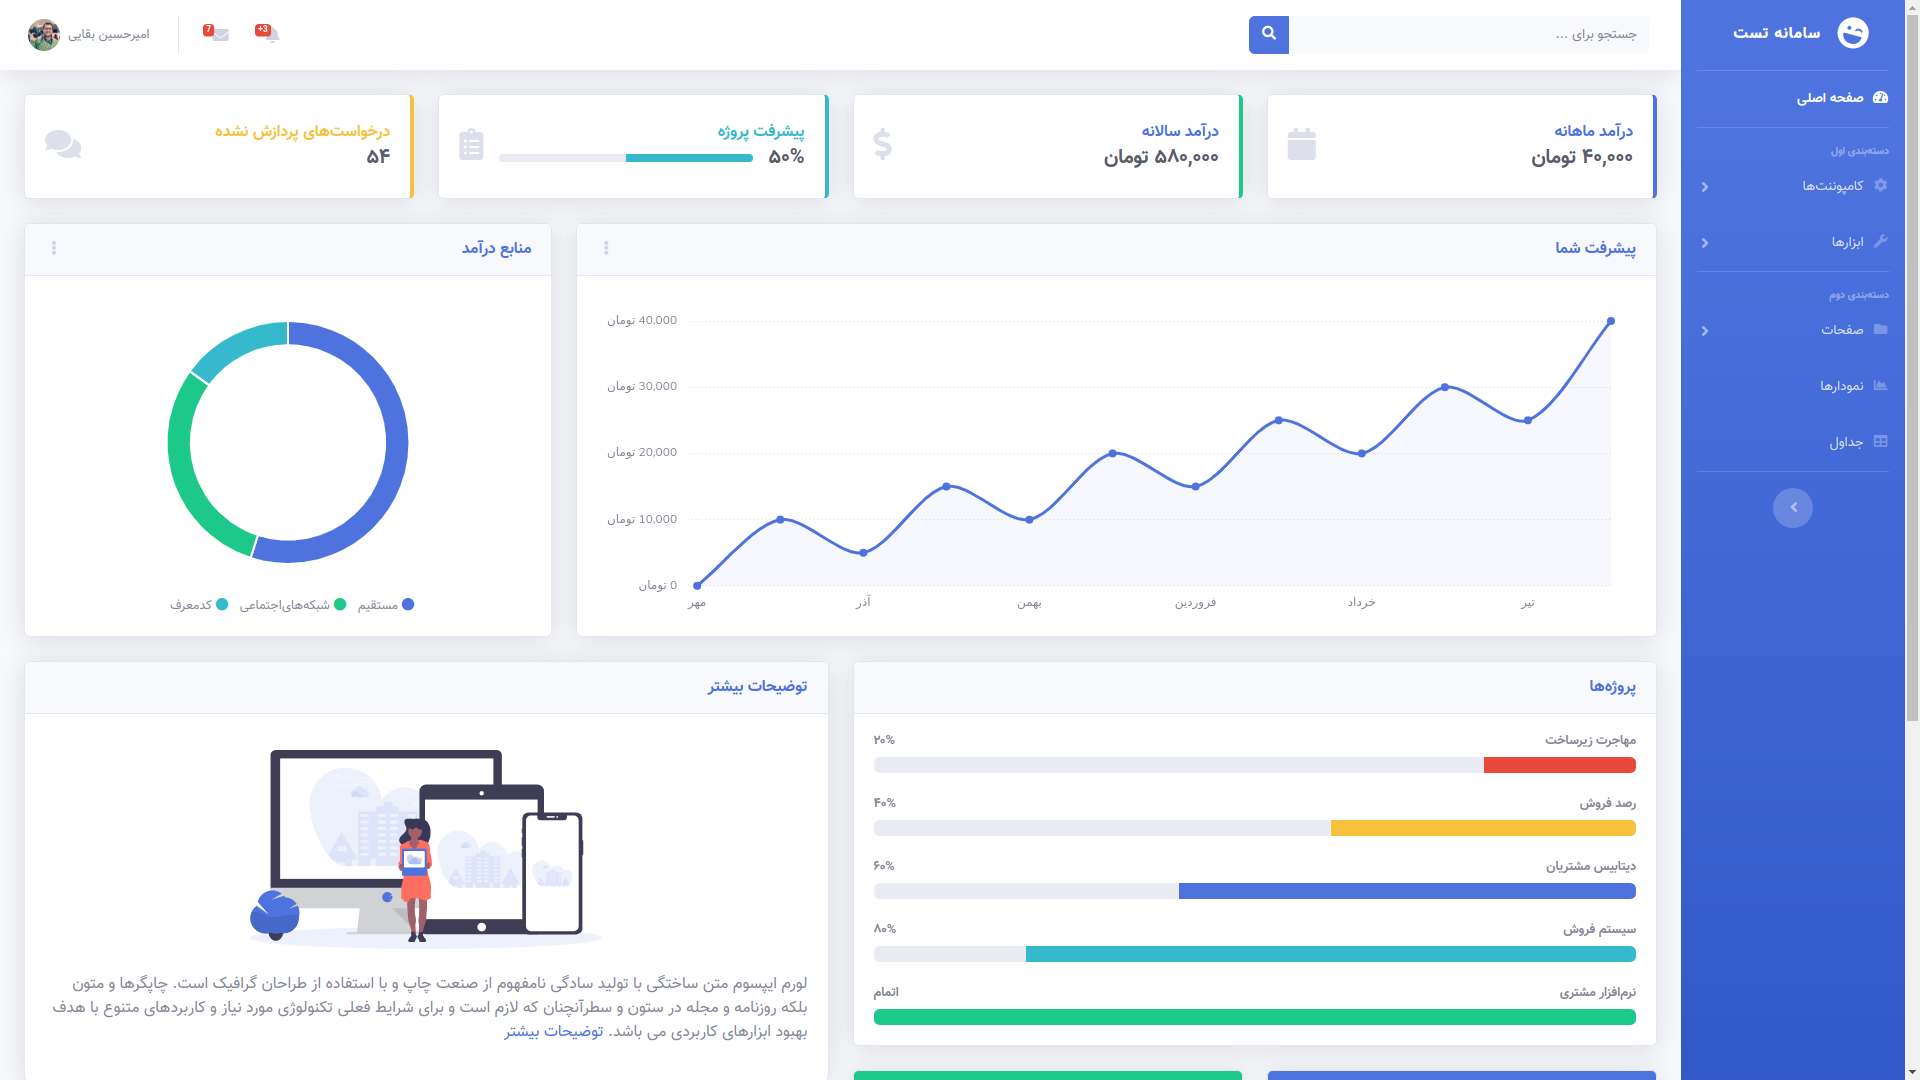 سامانه تست
صفحه اصلی
دسته‌بندی اول
کامپوننت‌ها
ابزارها
دسته‌بندی دوم
صفحات
نمودارها
جداول
جستجو برای ...
3+
7
امیرحسین بقایی
درآمد ماهانه
۴۰,۰۰۰ تومان
درآمد سالانه
۵۸۰,۰۰۰ تومان
پیشرفت پروژه
۵۰%
درخواست‌های پردازش نشده
۵۴
پیشرفت شما
40,000 تومان
30,000 تومان
20,000 تومان
10,000 تومان
0 تومان
مهر
آذر
بهمن
فروردین
خرداد
تیر
منابع درآمد
مستقیم
شبکه‌های‌اجتماعی
کدمعرف
پروژه‌ها
مهاجرت زیرساخت ۲۰%
رصد فروش ۴۰%
دیتابیس مشتریان ۶۰%
سیستم فروش ۸۰%
نرم‌افزار مشتری اتمام
توضیحات بیشتر
لورم ایپسوم متن ساختگی با تولید سادگی نامفهوم از صنعت چاپ و با استفاده از طراحان گرافیک است. چاپگرها و متون
بلکه روزنامه و مجله در ستون و سطرآنچنان که لازم است و برای شرایط فعلی تکنولوژی مورد نیاز و کاربردهای متنوع با هدف
بهبود ابزارهای کاربردی می باشد. توضیحات بیشتر